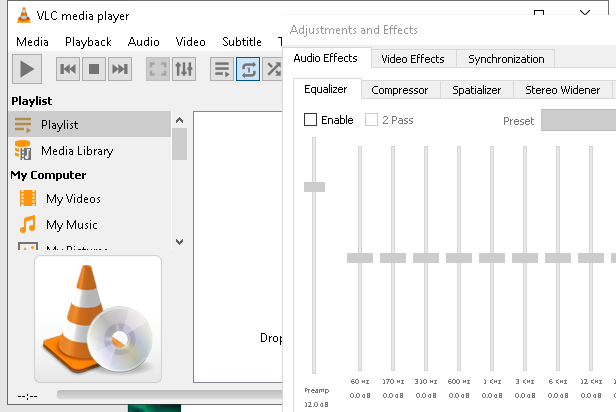 VLC media player
Media Playback Audio Video Subtitle
Playlist
Playlist
Media Library
My Computer
My Videos
My Music
My Pictures
Drop
--:--
Adjustments and Effects
Audio Effects Video Effects Synchronization
Equalizer Compressor Spatializer Stereo Widener
Enable 2 Pass Preset
60 Hz 170 Hz 310 Hz 600 Hz 1 KHz 3 KHz 6 KHz 12 KHz
Preamp 0.0 dB 0.0 dB 0.0 dB 0.0 dB 0.0 dB 0.0 dB 0.0 dB 0.0 dB
12.0 dB